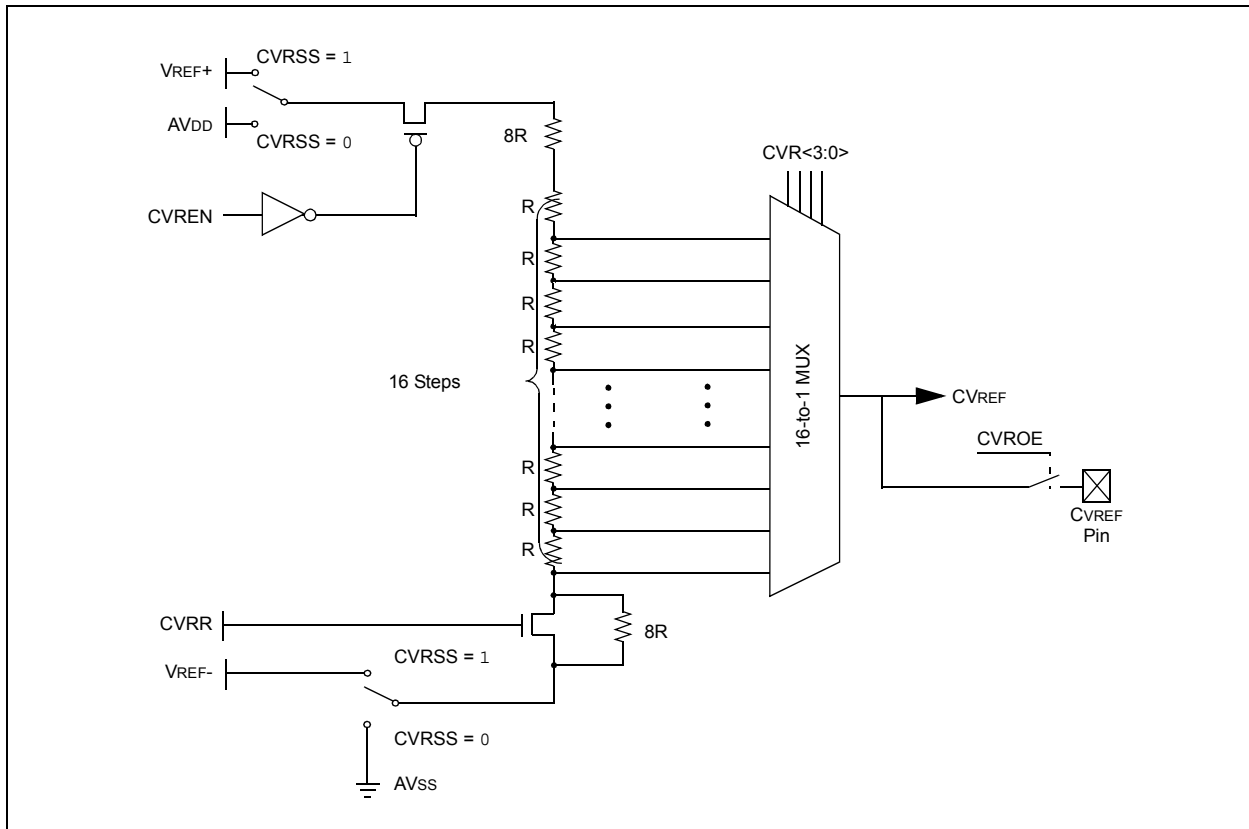 CVRSS = 1
VREF+
AVDD
CVRSS = 0
8R
CVR<3:0>
CVREN
R
R
R
R
16 Steps
16-to-1 MUX
CVREF
CVROE
R
R
R
CVREF
Pin
CVRR
8R
CVRSS = 1
VREF-
CVRSS = 0
AVSS